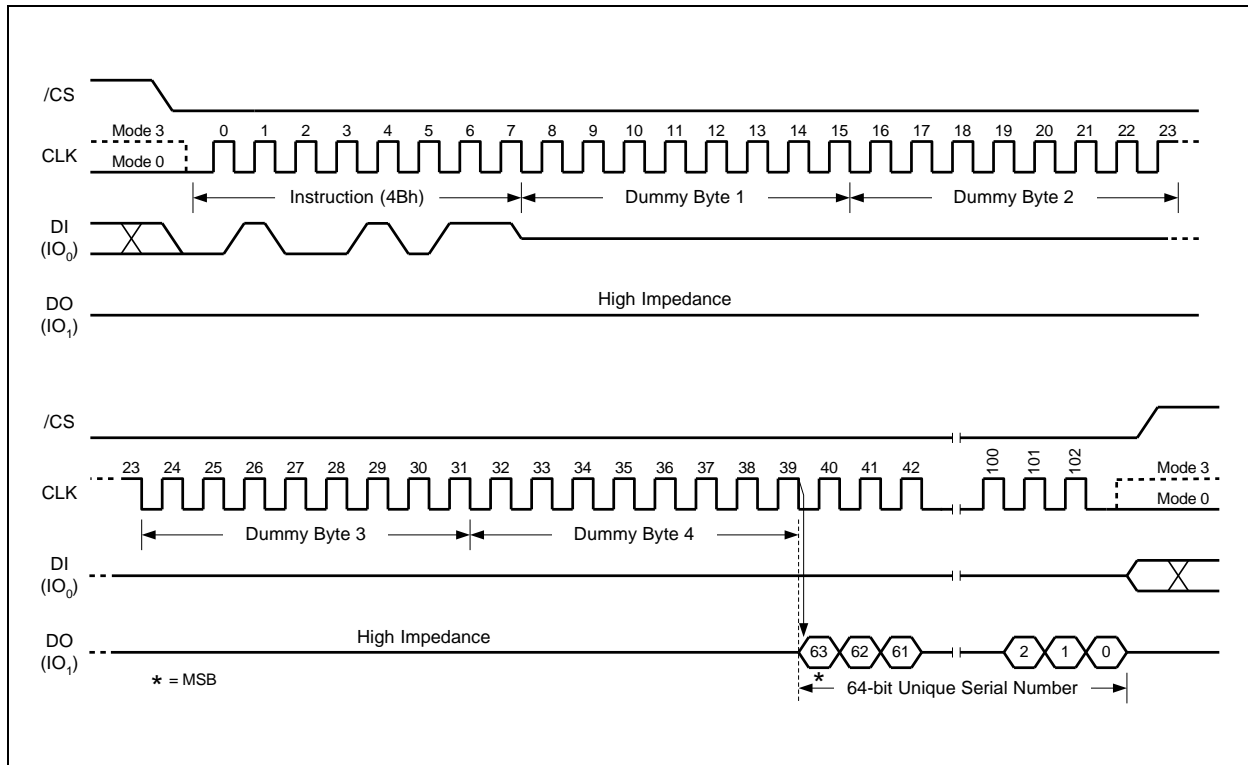 /CS
Mode 3 0 1 2 3 4 5 6 7 8 9 10 11 12 13 14 15 16 17 18 19 20 21 22 23
CLK
Mode 0
Instruction (4Bh) Dummy Byte 1 Dummy Byte 2
DI
(IO0)
High Impedance
DO
(IO1)
/CS
23 24 25 26 27 28 29 30 31 32 33 34 35 36 37 38 39 40 41 42 100 101 102 Mode 3
CLK
Mode 0
Dummy Byte 3 Dummy Byte 4
DI
(IO0)
High Impedance
DO
(IO1)
63 62 61 2 1 0
* = MSB
*
64-bit Unique Serial Number